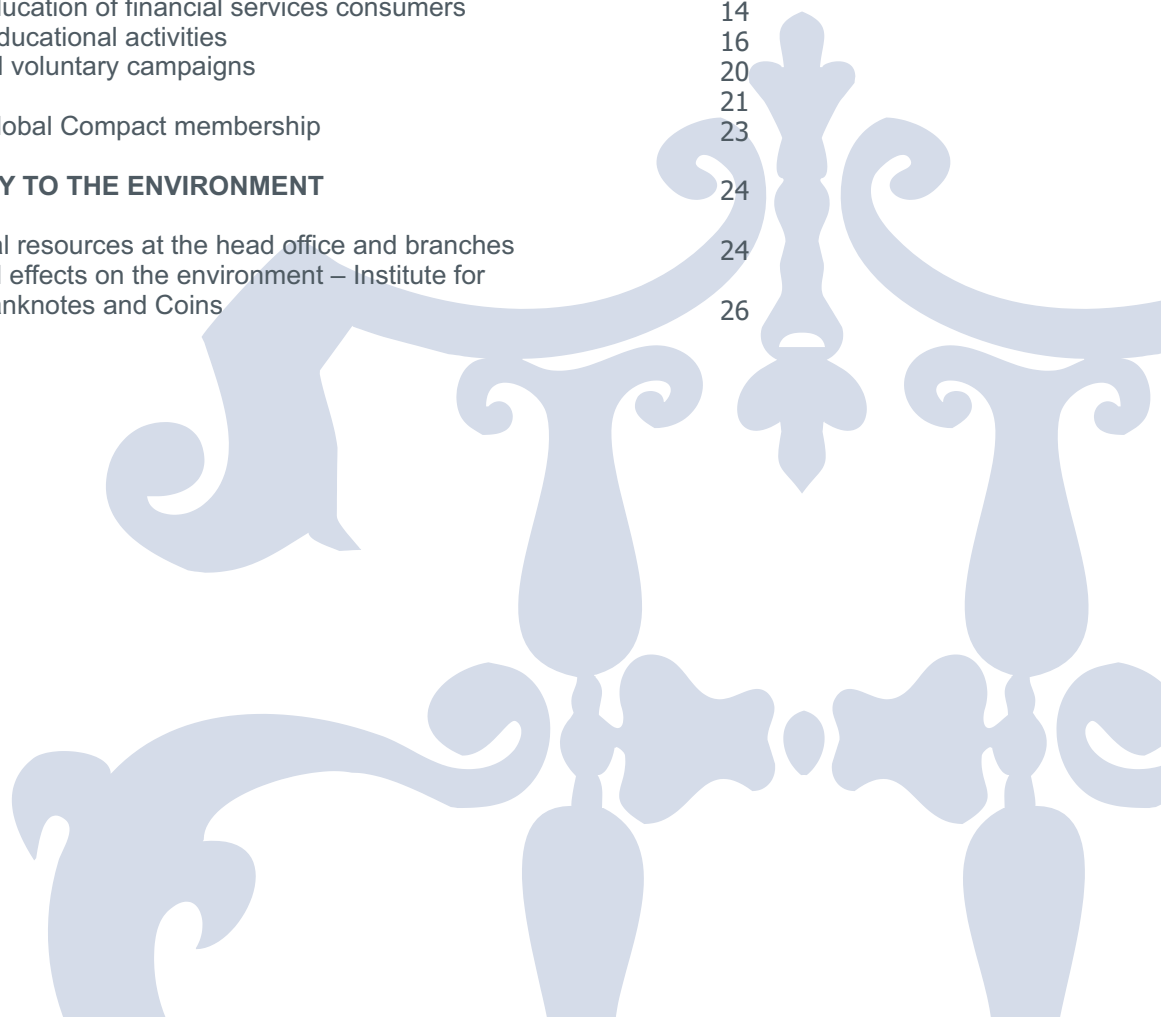 ducation of financial services consumers 14
ducational activities 16
voluntary campaigns 20
21
lobal Compact membership 23
Y TO THE ENVIRONMENT 24
al resources at the head office and branches 24
effects on the environment – Institute for
anknotes and Coins 26